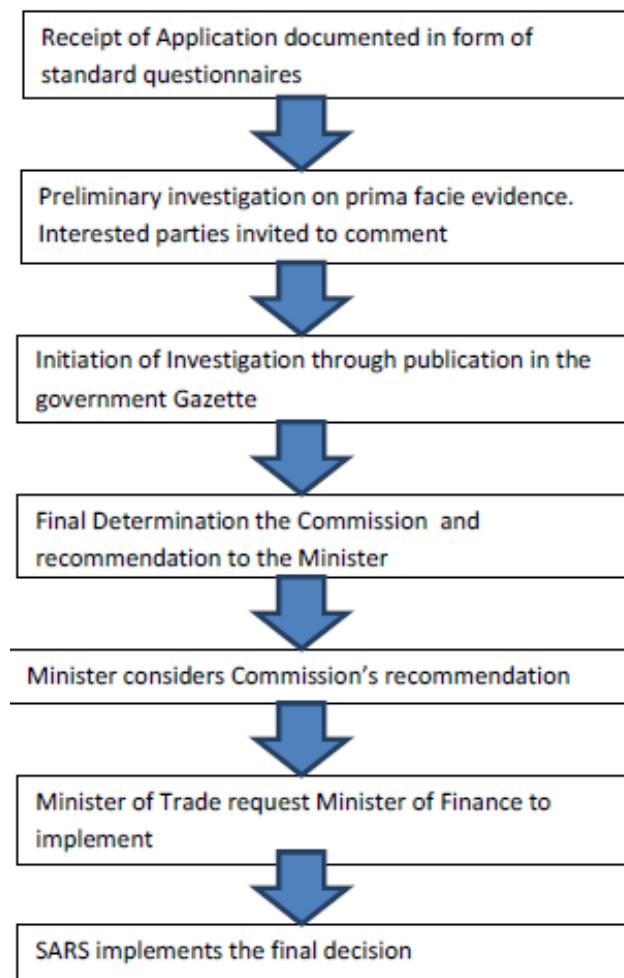 Receipt of Application documented in form of
standard questionnaires
Preliminary investigation on prima facie evidence.
Interested parties invited to comment
Initiation of Investigation through publication in the
government Gazette
Final Determination the Commission and
recommendation to the Minister
Minister considers Commission's recommendation
Minister of Trade request Minister of Finance to
implement
SARS implements the final decision